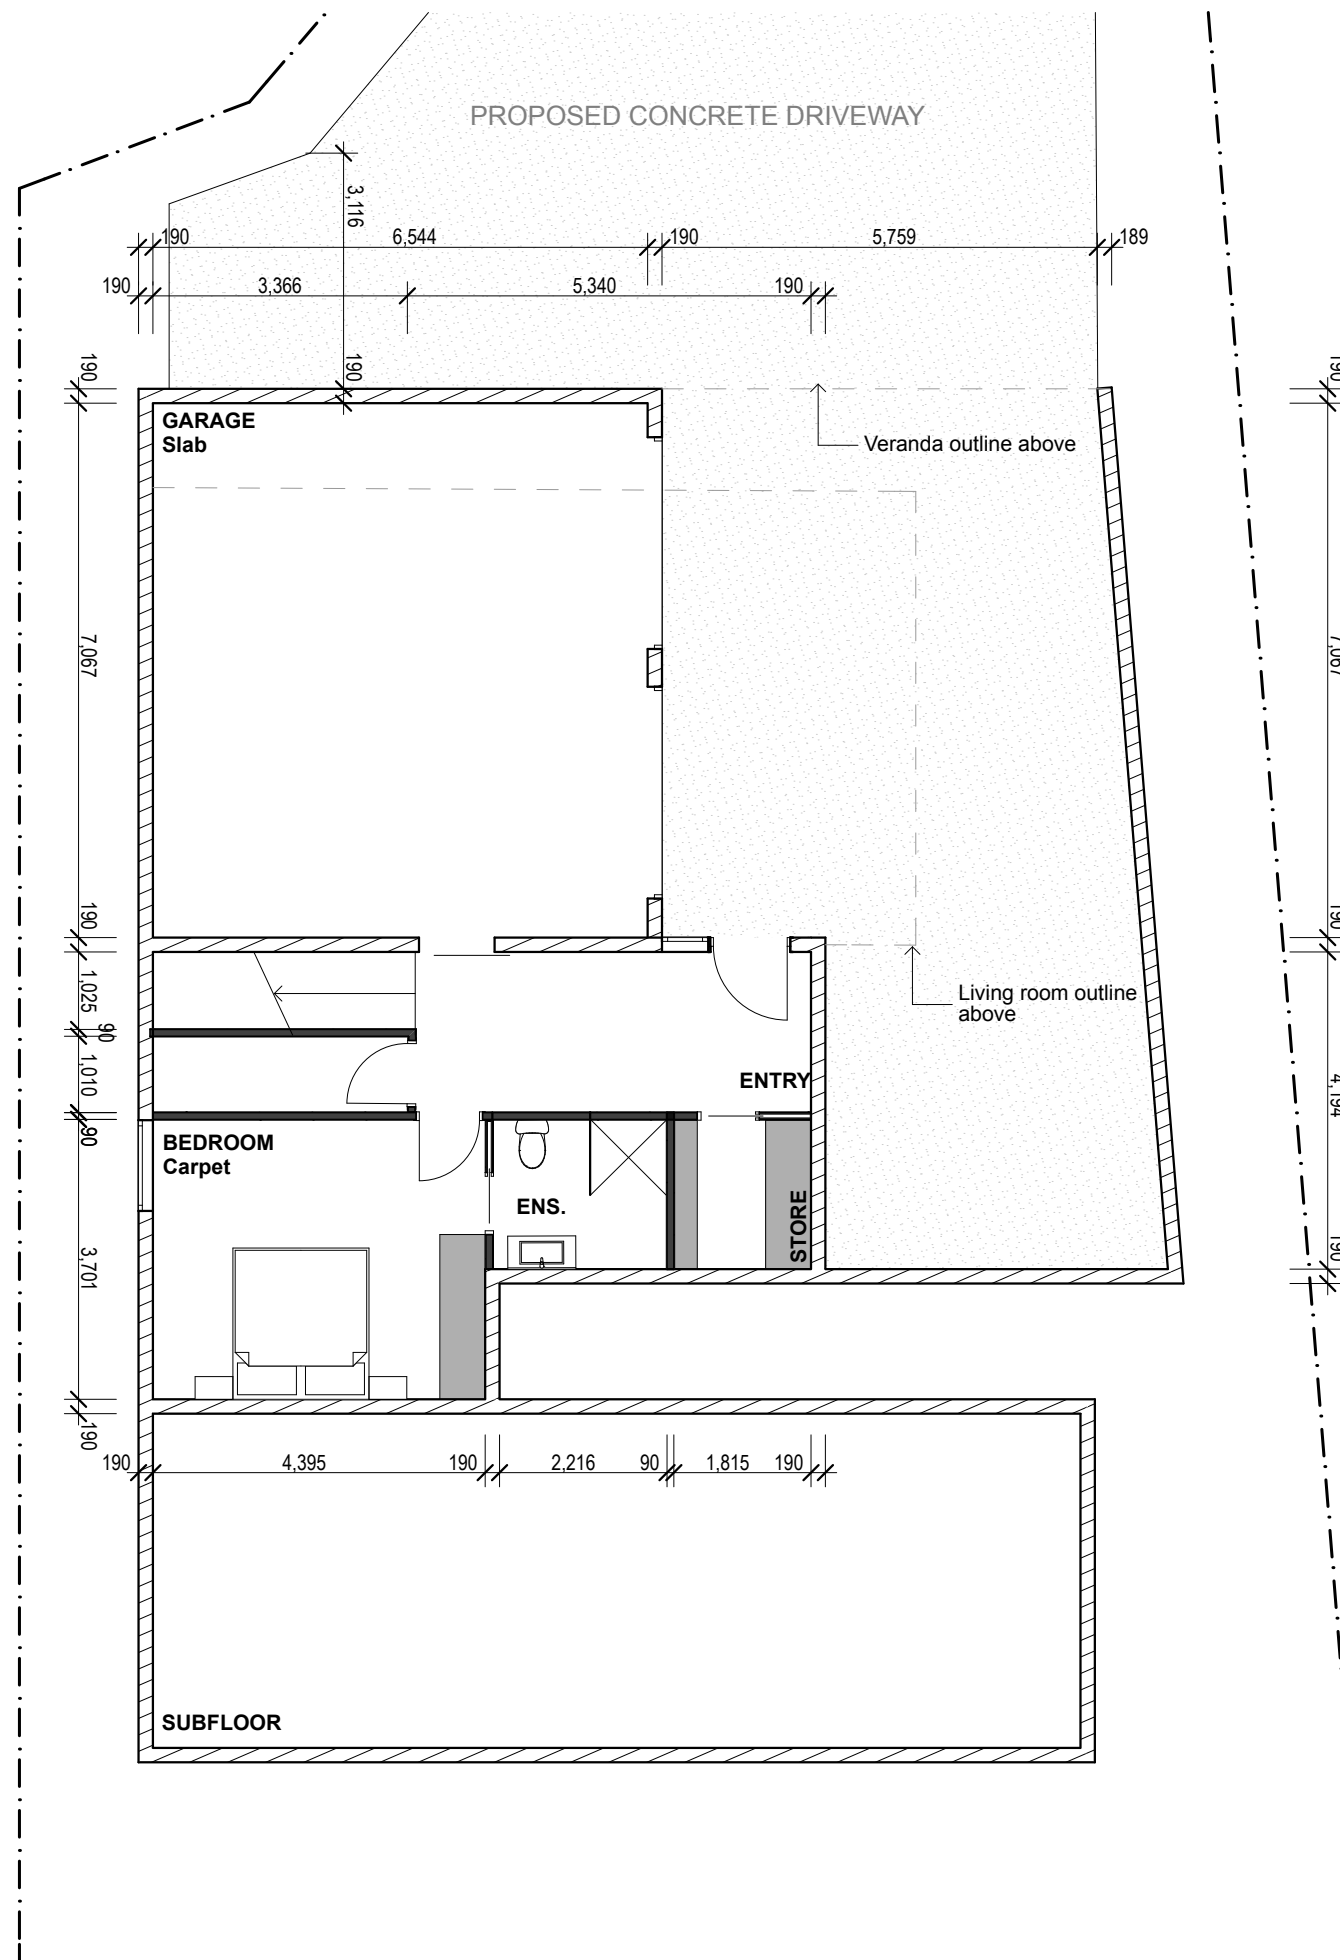 PROPOSED CONCRETE DRIVEWAY
3,116
190
6,544
190
5,759
189
190
3,366
5,340
190
190
190
190
GARAGE
Slab
Veranda outline above
7,067
7,067
190
190
1,025
Living room outline
above
90
1,010
ENTRY
4,194
90
BEDROOM
Carpet
ENS.
STORE
3,701
190
190
190
4,395
190
2,216
90
1,815
190
SUBFLOOR